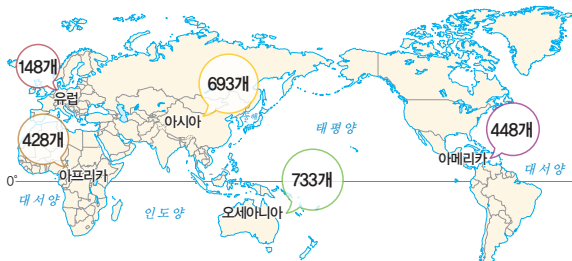 148개
693개
유럽
아시아
동해
태평양
428개
448개
아메리카
대서양
0°
아프리카
733개
대서양
인도양
오세아니아